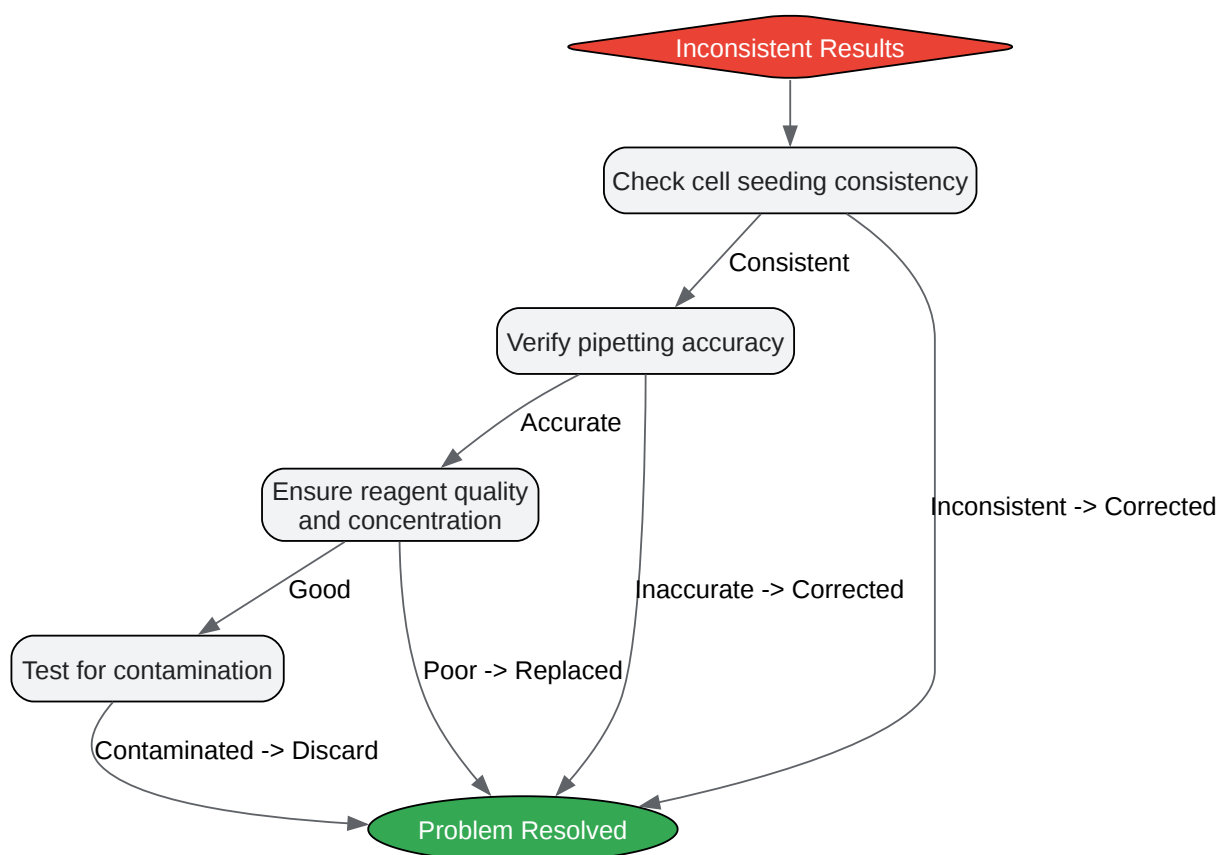 Inconsistent Results
Check cell seeding consistency
Consistent
Verify pipetting accuracy
Accurate
Ensure reagent quality
and concentration
Inconsistent -> Corrected
Good
Inaccurate -> Corrected
Test for contamination
Poor -> Replaced
Contaminated -> Discard
Problem Resolved